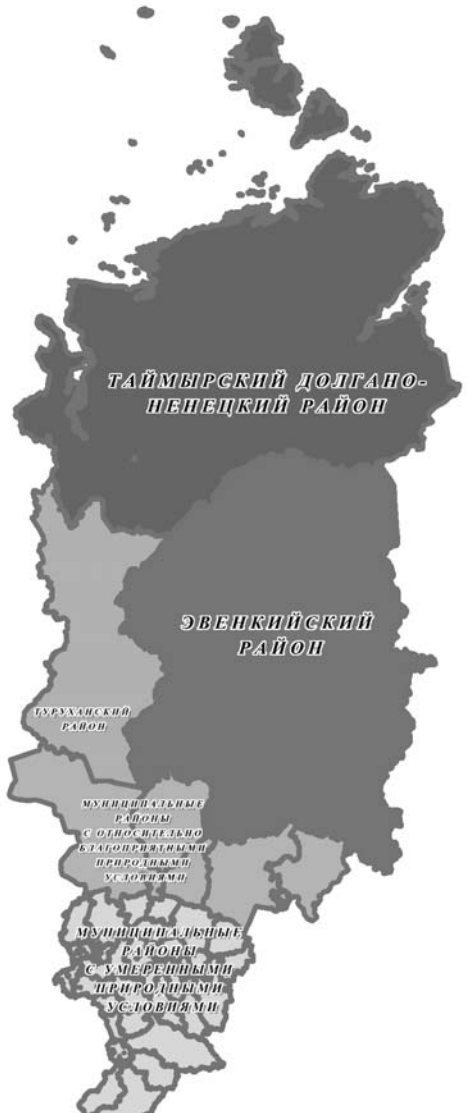 ТАЙМЫРСКИЙ ДОЛГАНО-
НЕНЕЦКИЙ РАЙОН
ЭВЕНКИЙСКИЙ
РАЙОН
ТУРУХАНСКИЙ
РАЙОН
МУНИЦИПАЛЬНЫЕ
РАЙОНЫ
С ОТНОСИТЕЛЬНО
БЛАГОПРИЯТНЫМИ
ПРИРОДНЫМИ
УСЛОВИЯМИ
МУНИЦИПАЛЬНЫЕ
РАЙОНЫ
С УМЕРЕННЫМИ
ПРИРОДНЫМИ
УСЛОВИЯМИ